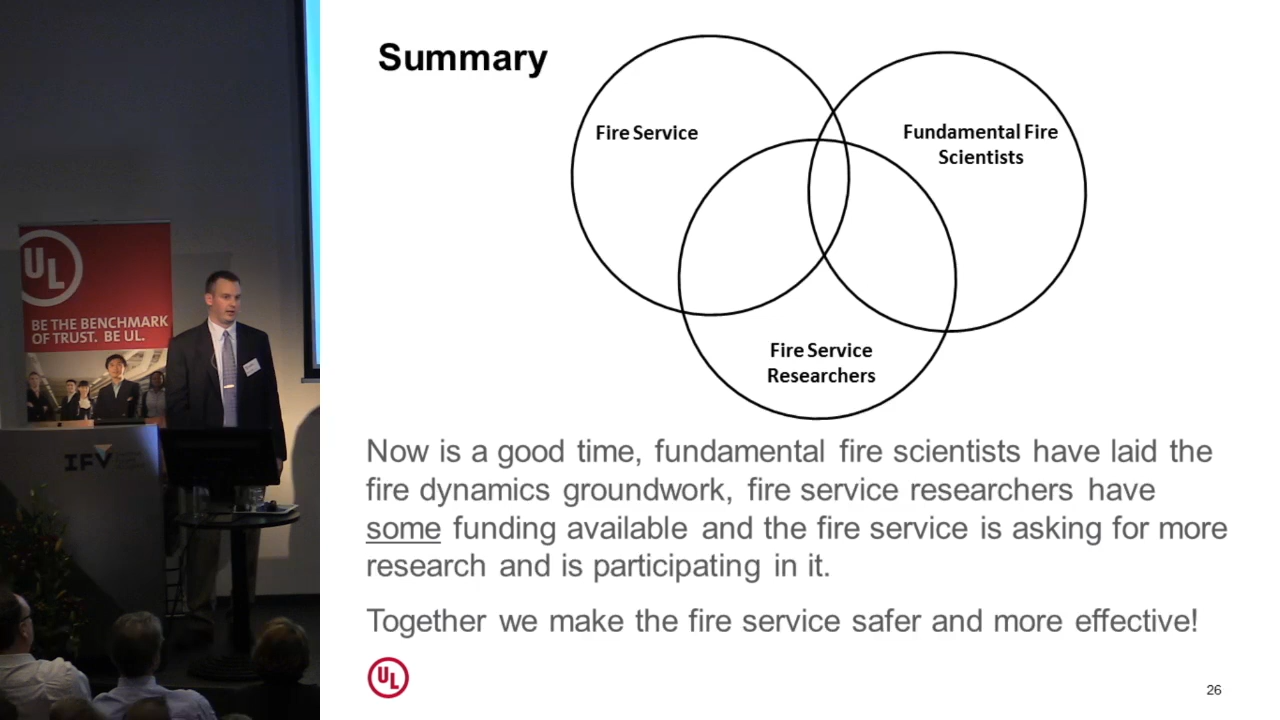 Summary
Fire Service
Fundamental Fire
Scientists
Fire Service
Researchers
Now is a good time, fundamental fire scientists have laid the
fire dynamics groundwork, fire service researchers have
some funding available and the fire service is asking for more
research and is participating in it.
Together we make the fire service safer and more effective!
UL
26
UL
BE THE BENCHMARK
OF TRUST. BE UL.
IFV